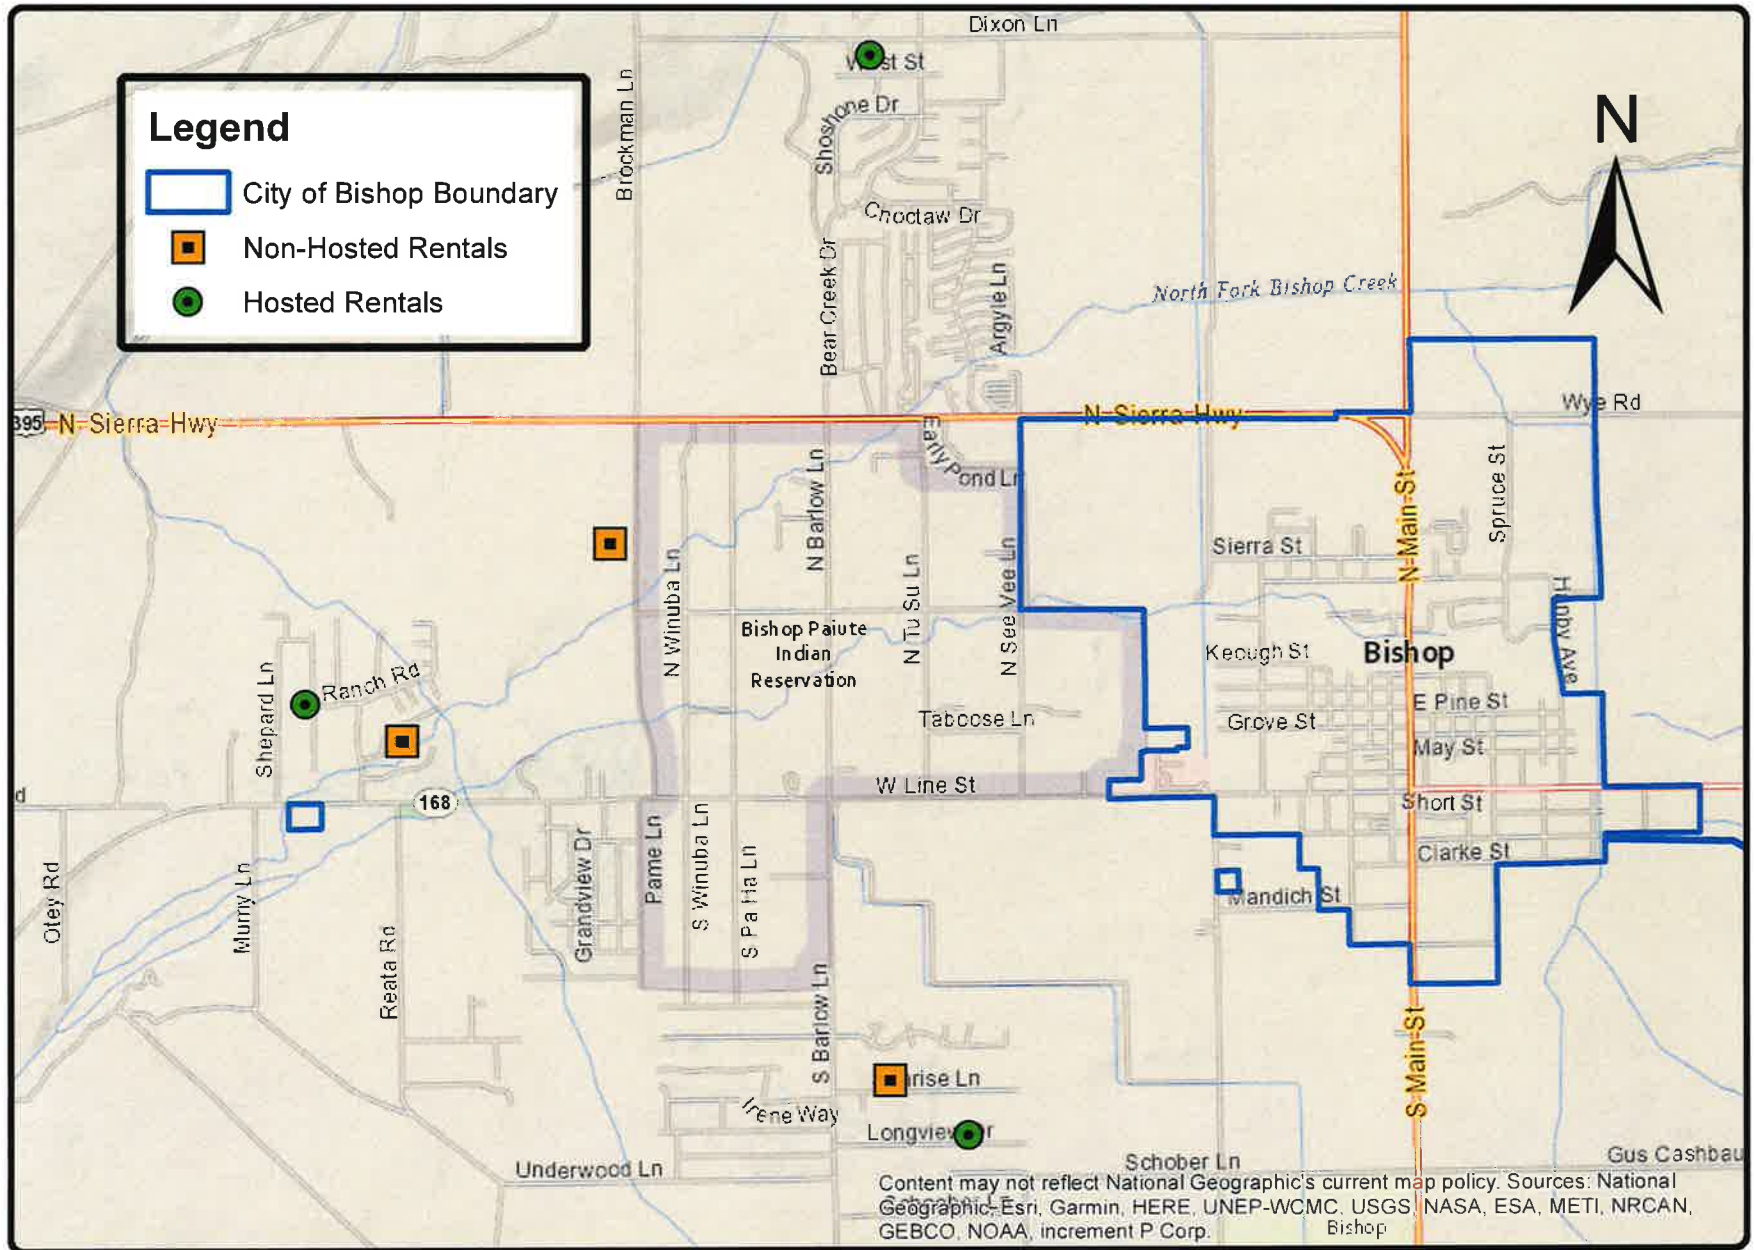 Dixon Ln
Legend
City of Bishop Boundary
Non-Hosted Rentals
Hosted Rentals
N
Brockman Ln
St
Shoshone Dr
Choctaw Dr
Bear Creek Dr
Argyle Ln
North Fork Bishop Creek
395
N Sierra Hwy
N Sierra Hwy
Wye Rd
Early Pond Ln
N Barlow Ln
N Main St
Spruce St
Sierra St
N Winuba Ln
N Tu Su Ln
N See Vee Ln
Hanby Ave
Bishop Paiute
Indian
Reservation
Keough St
Bishop
Shepard Ln
Ranch Rd
E Pine St
Taboose Ln
Grove St
May St
W Line St
d
168
Short St
Clarke St
Otey Rd
Mumy Ln
Reata Rd
Grandview Dr
Pame Ln
S Winuba Ln
S Pa Ha Ln
Mandich St
S Barlow Ln
S Main St
rise Ln
Irene Way
Longview r
Underwood Ln
Schober Ln
Gus Cashbau
Content may not reflect National Geographic's current map policy. Sources: National
Geographic, Esri, Garmin, HERE, UNEP-WCMC, USGS, NASA, ESA, METI, NRCAN,
GEBCO, NOAA, increment P Corp.
Bishop